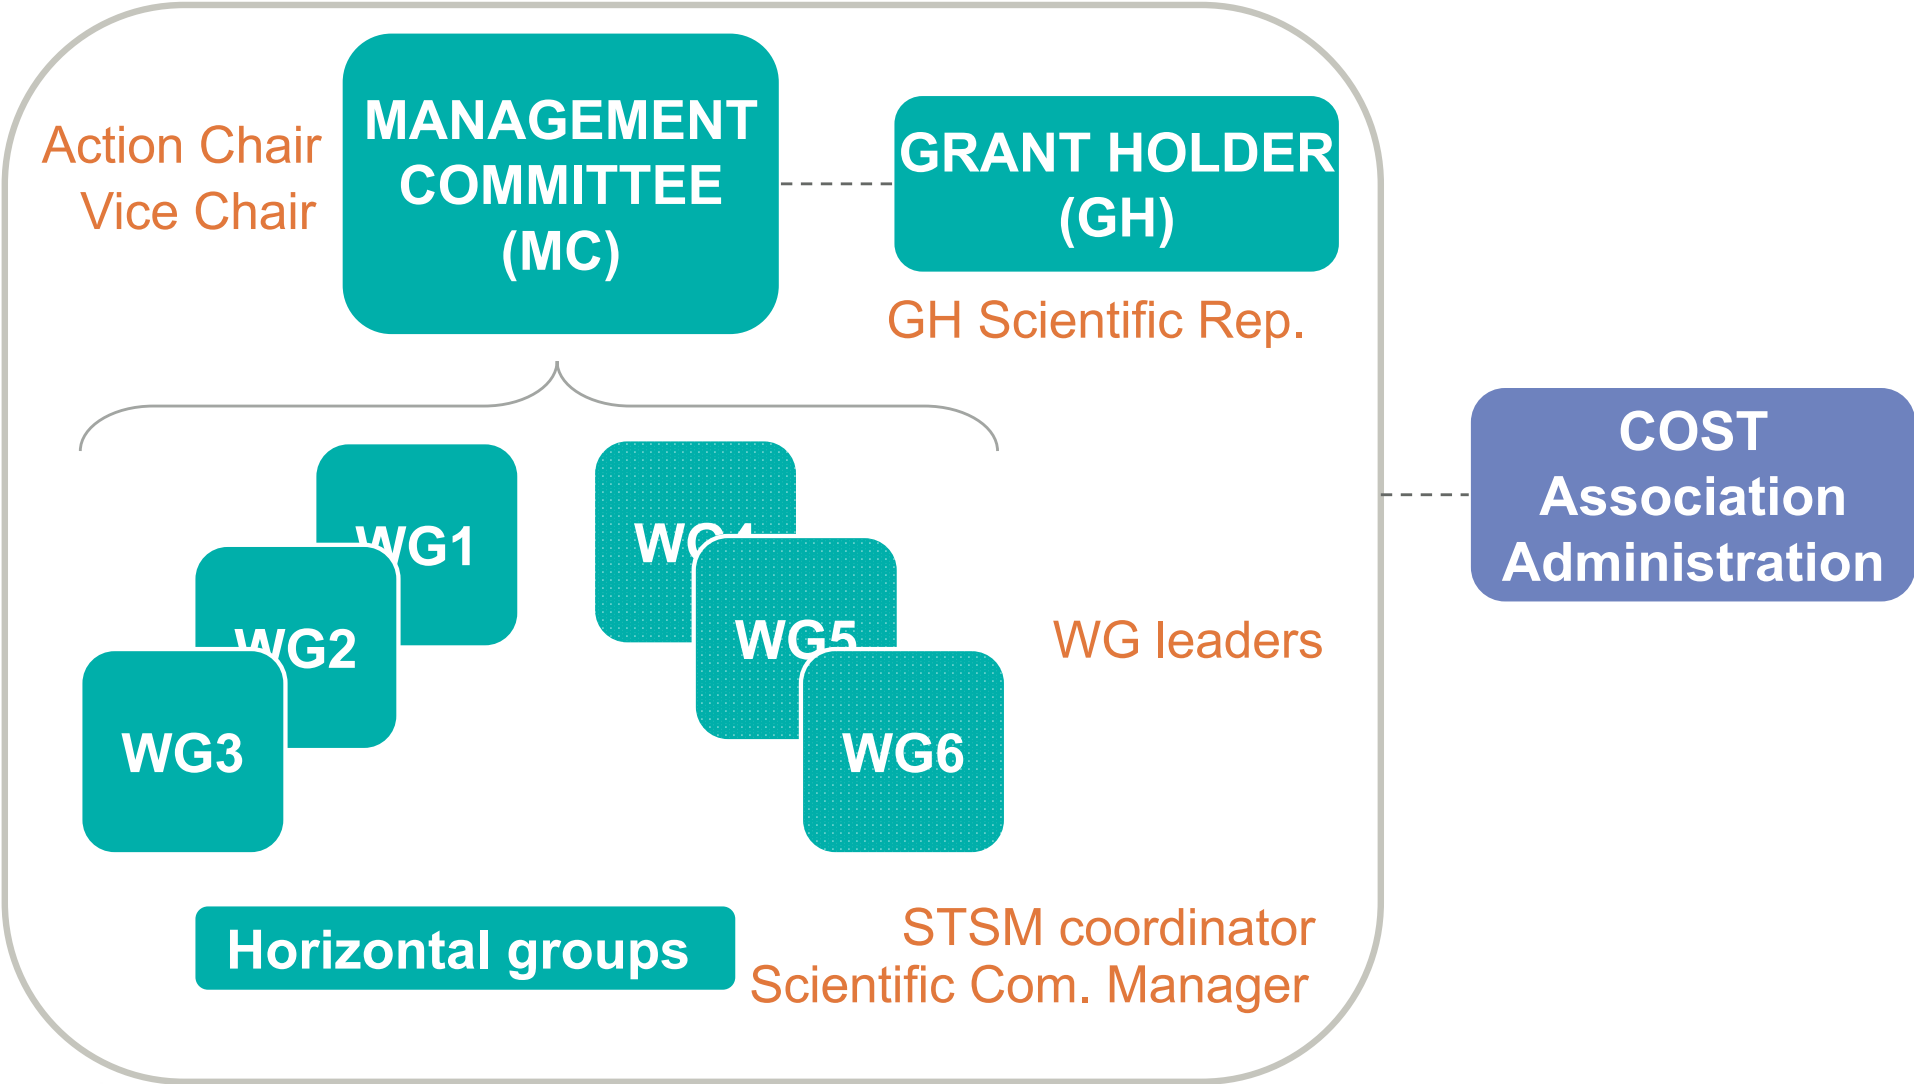 Action Chair
Vice Chair
MANAGEMENT
COMMITTEE
(MC)
GRANT HOLDER
(GH)
GH Scientific Rep.
COST
Association
Administration
WG1
WG2
WG3
WG5
WG6
WG leaders
Horizontal groups
STSM coordinator
Scientific Com. Manager